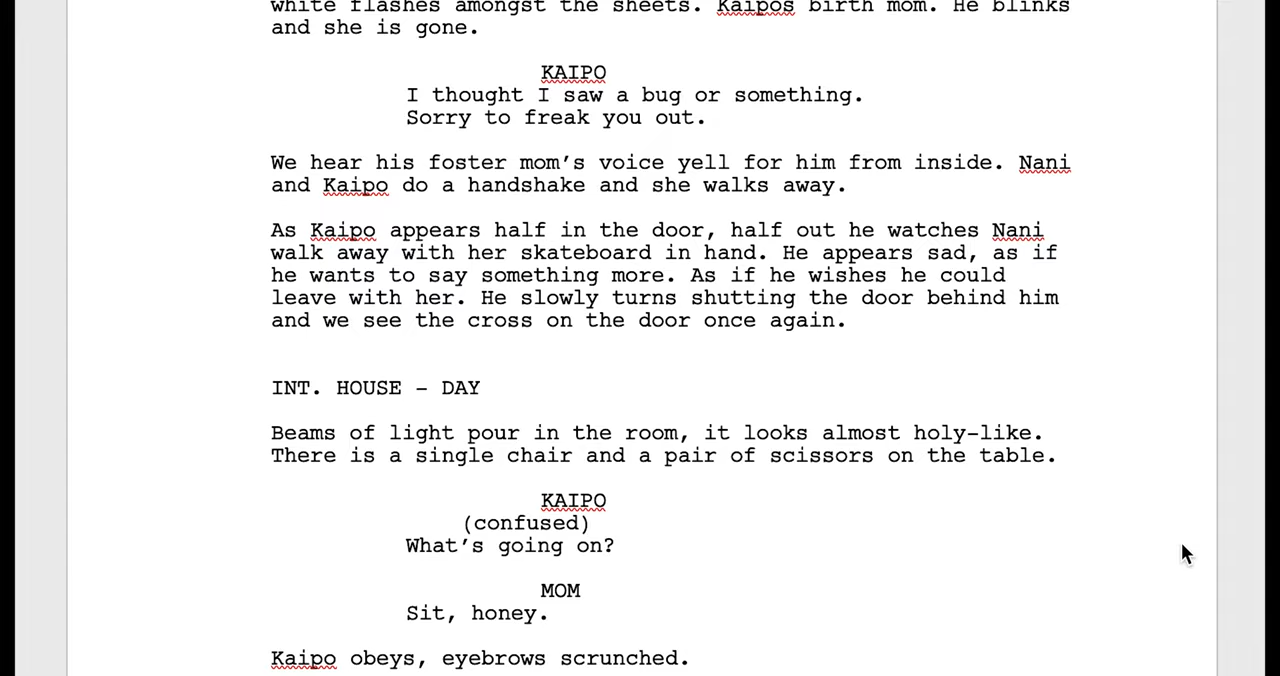 white flashes amongst the sheets. Kaipos birth mom. He blinks
and she is gone.
KAIPO
I thought I saw a bug or something.
Sorry to freak you out.
We hear his foster mom’s voice yell for him from inside. Nani
and Kaipo do a handshake and she walks away.
As Kaipo appears half in the door, half out he watches Nani
walk away with her skateboard in hand. He appears sad, as if
he wants to say something more. As if he wishes he could
leave with her. He slowly turns shutting the door behind him
and we see the cross on the door once again.
INT. HOUSE – DAY
Beams of light pour in the room, it looks almost holy-like.
There is a single chair and a pair of scissors on the table.
KAIPO
(confused)
What’s going on?
MOM
Sit, honey.
Kaipo obeys, eyebrows scrunched.